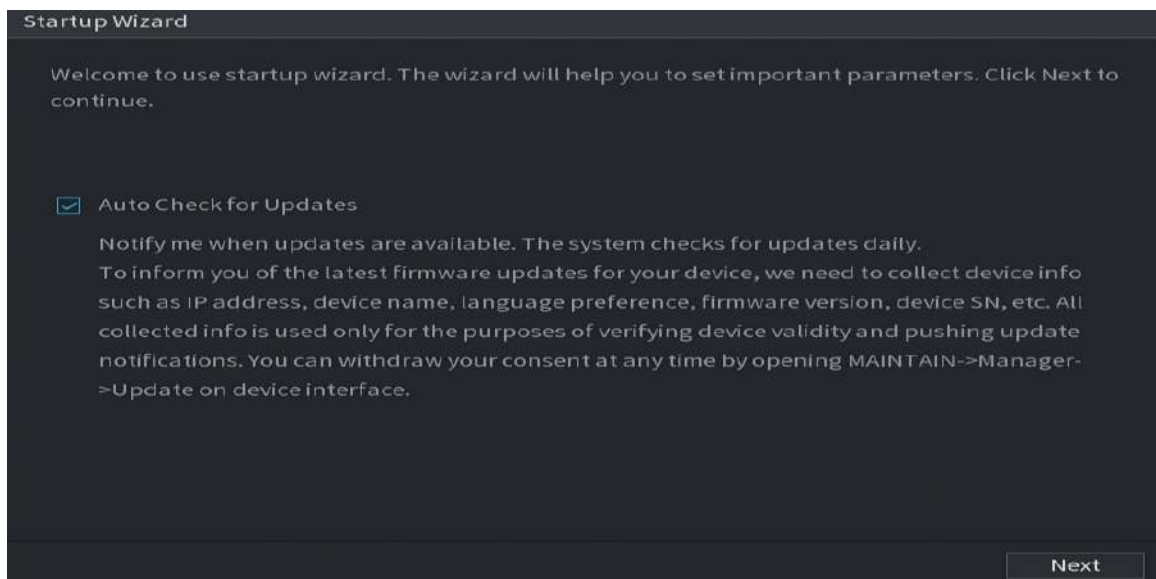 Startup Wizard
Welcome to use startup wizard. The wizard will help you to set important parameters. Click Next to
continue.
Auto Check for Updates
Notify me when updates are available. The system checks for updates daily.
To inform you of the latest firmware updates for your device, we need to collect device info
such as IP address, device name, language preference, firmware version, device SN, etc. All
collected info is used only for the purposes of verifying device validity and pushing update
notifications. You can withdraw your consent at any time by opening MAINTAIN->Manager-
>Update on device interface.
Next